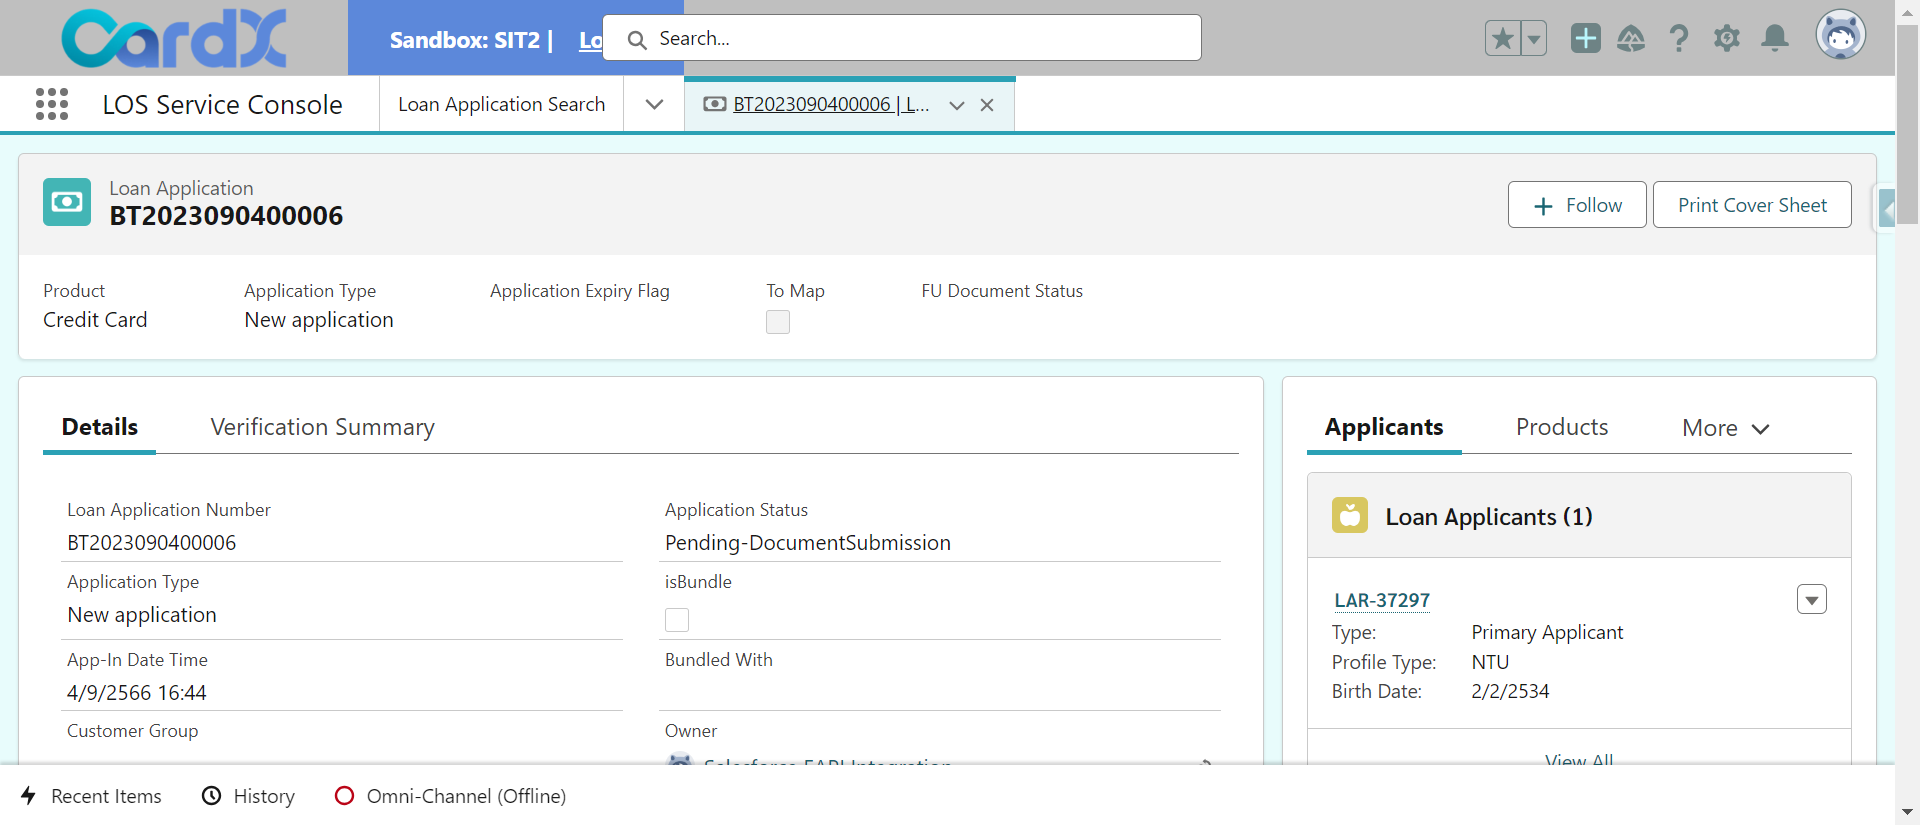 CardX
Sandbox: SIT2 | Lo
Search...
LOS Service Console
Loan Application Search
BT2023090400006 | L...
Loan Application
BT2023090400006
Follow
Print Cover Sheet
Product
Application Type
Application Expiry Flag
To Map
FU Document Status
Credit Card
New application
Details
Verification Summary
Loan Application Number
BT2023090400006
Application Status
Pending-DocumentSubmission
Application Type
New application
isBundle
App-In Date Time
4/9/2566 16:44
Bundled With
Customer Group
Owner
Salesforce EAPI Integration
Applicants
Products
More
Loan Applicants (1)
LAR-37297
Type: Primary Applicant
Profile Type: NTU
Birth Date: 2/2/2534
View All
Recent Items
History
Omni-Channel (Offline)